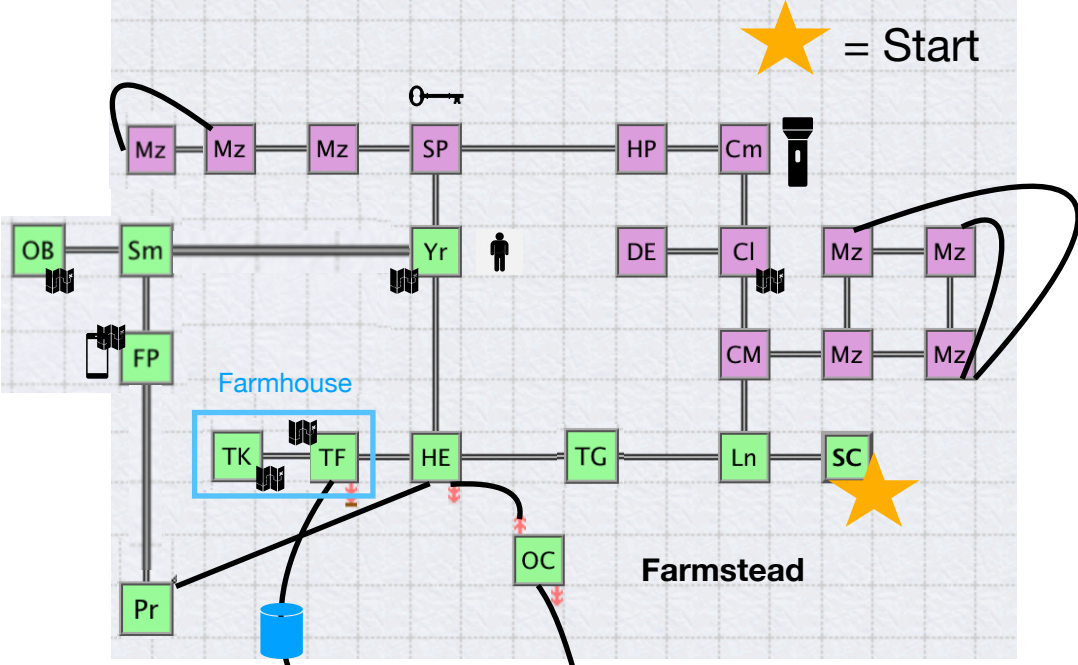 = Start
Mz Mz Mz SP HP Cm
OB Sm Yr DE Cl Mz Mz
FP CM Mz Mz
Farmhouse
TK TF HE TG Ln SC
OC Farmstead
Pr